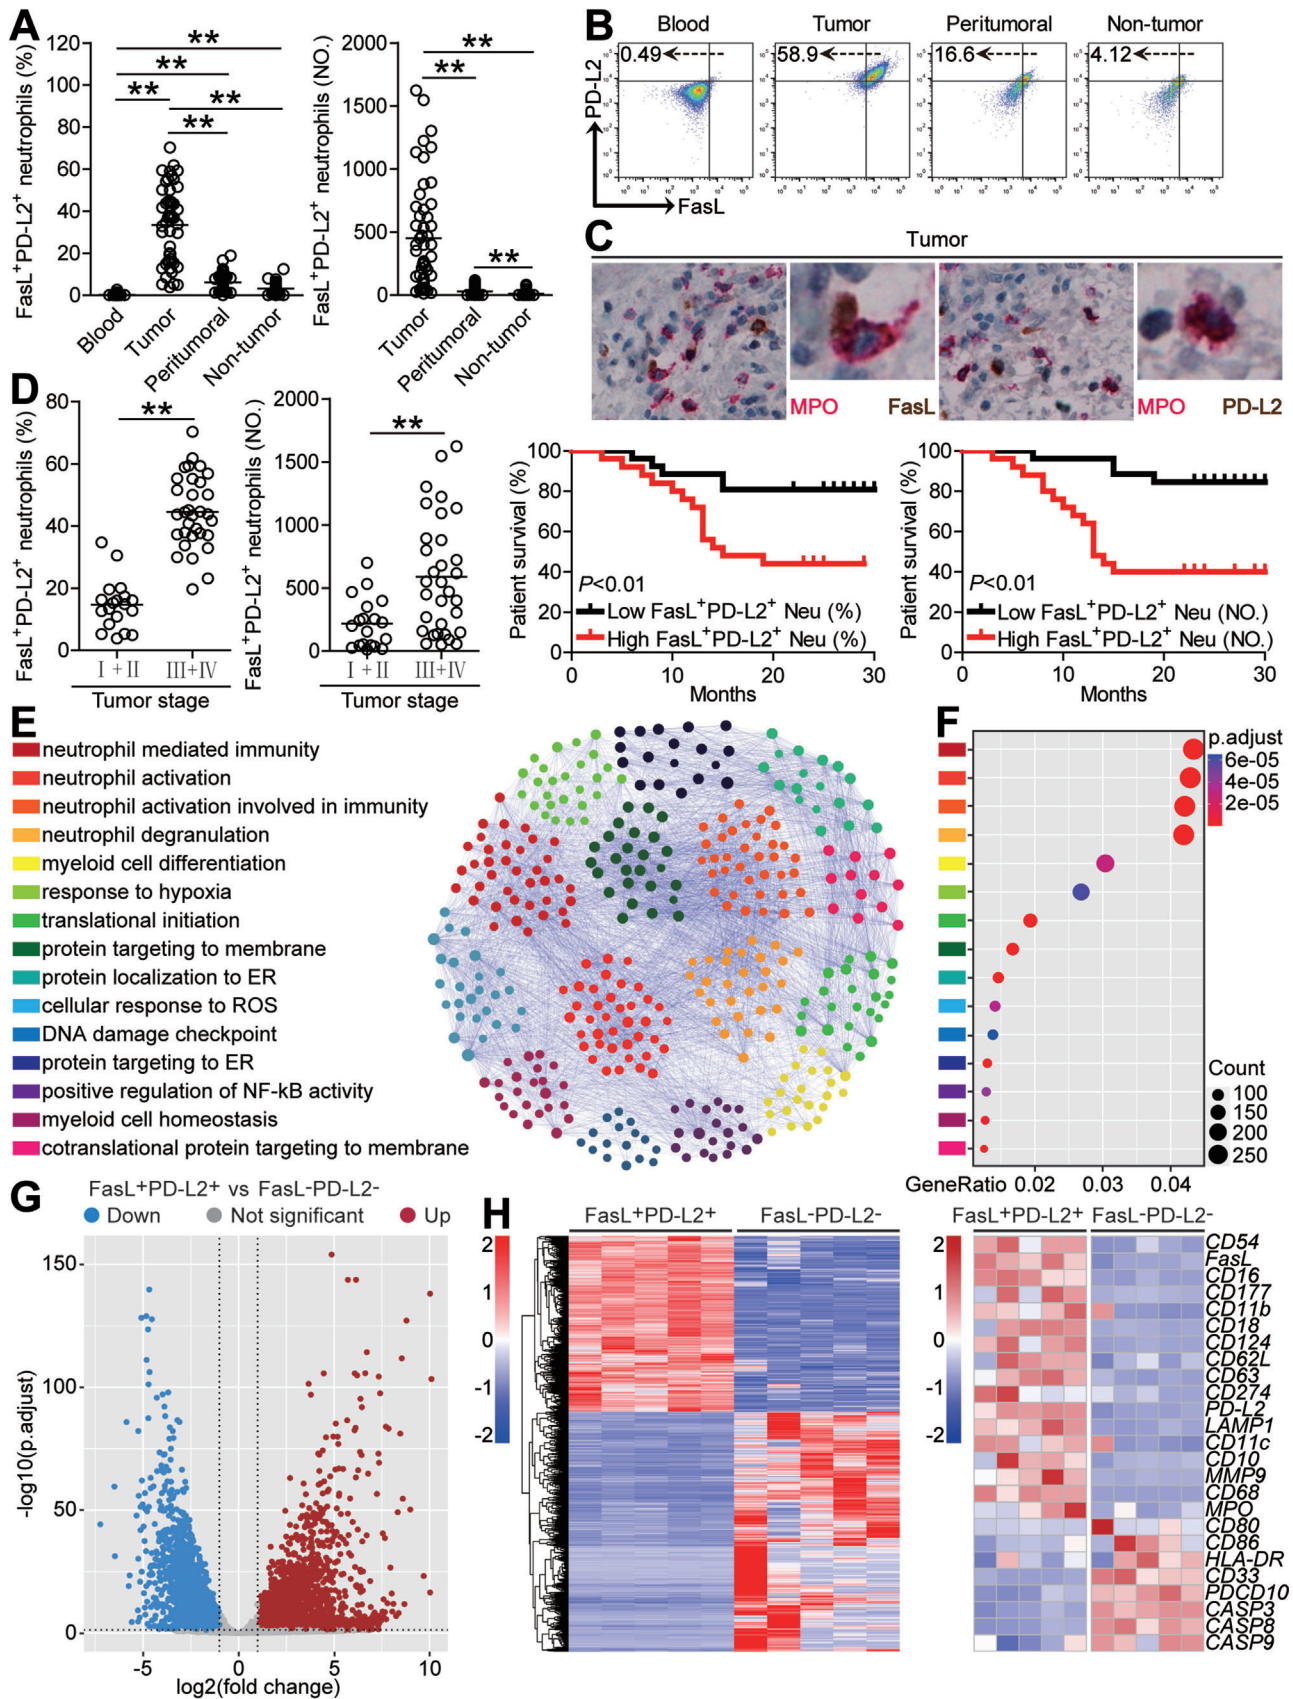 A
FasL+PD-L2+ neutrophils (%)
120
100
80
60
40
20
0
**
**
**
**
**
Blood
Tumor
Peritumoral
Non-tumor
FasL+PD-L2+ neutrophils (NO.)
2000
1500
1000
500
0
**
**
**
Tumor
Peritumoral
Non-tumor
B
Blood
Tumor
Peritumoral
Non-tumor
0.49
58.9
16.6
4.12
PD-L2
FasL
C
Tumor
MPO FasL
MPO PD-L2
D
FasL+PD-L2+ neutrophils (%)
80
60
40
20
0
**
I + II
III+IV
Tumor stage
FasL+PD-L2+ neutrophils (NO.)
2000
1500
1000
500
0
**
I + II
III+IV
Tumor stage
Patient survival (%)
100
80
60
40
20
0
P<0.01
Low FasL+PD-L2+ Neu (%)
High FasL+PD-L2+ Neu (%)
0 10 20 30
Months
Patient survival (%)
100
80
60
40
20
0
P<0.01
Low FasL+PD-L2+ Neu (NO.)
High FasL+PD-L2+ Neu (NO.)
0 10 20 30
Months
E
neutrophil mediated immunity
neutrophil activation
neutrophil activation involved in immunity
neutrophil degranulation
myeloid cell differentiation
response to hypoxia
translational initiation
protein targeting to membrane
protein localization to ER
cellular response to ROS
DNA damage checkpoint
protein targeting to ER
positive regulation of NF-kB activity
myeloid cell homeostasis
cotranslational protein targeting to membrane
F
p.adjust
6e-05
4e-05
2e-05
Count
100
150
200
250
GeneRatio 0.02 0.03 0.04
G
FasL+PD-L2+ vs FasL-PD-L2-
Down Not significant Up
-log10(p.adjust)
150
100
50
0
-5 0 5 10
log2(fold change)
H
FasL+PD-L2+ FasL-PD-L2-
2
1
0
-1
-2
FasL+PD-L2+ FasL-PD-L2-
2
1
0
-1
-2
CD54
FasL
CD16
CD177
CD11b
CD18
CD124
CD62L
CD63
CD274
PD-L2
LAMP1
CD11c
CD10
MMP9
CD68
MPO
CD80
CD86
HLA-DR
CD33
PDCD10
CASP3
CASP8
CASP9